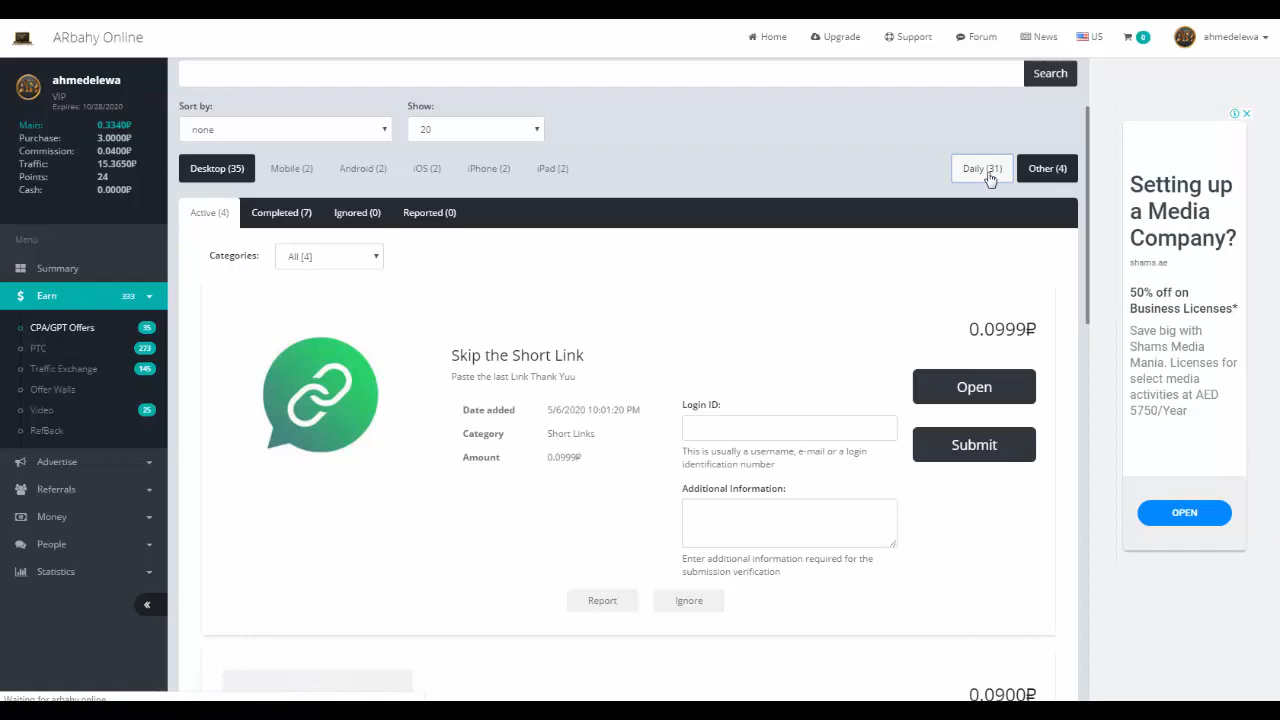 ARbahy Online
Home
Upgrade
Support
Forum
News
US
0
ahmedelewa
ahmedelewa
VIP
Expires: 10/28/2020
Main: 0.3340₽
Purchase: 3.0000₽
Commission: 0.0400₽
Traffic: 15.3650₽
Points: 24
Cash: 0.0000₽
Menu
Summary
Earn 333
CPA/GPT Offers 35
PTC 273
Traffic Exchange 145
Offer Walls
Video 25
RefBack
Advertise
Referrals
Money
People
Statistics
Search
Sort by: Show:
none 20
Desktop (35) Mobile (2) Android (2) iOS (2) iPhone (2) iPad (2) Daily (31) Other (4)
Active (4) Completed (7) Ignored (0) Reported (0)
Categories: All [4]
0.0999₽
Skip the Short Link
Paste the last Link Thank Yuu
Date added 5/6/2020 10:01:20 PM
Category Short Links
Amount 0.0999₽
Login ID:
This is usually a username, e-mail or a login
identification number
Additional Information:
Enter additional information required for the
submission verification
Open
Submit
Report Ignore
0.0900₽
Setting up
a Media
Company?
shams.ae
50% off on
Business Licenses*
Save big with
Shams Media
Mania. Licenses for
select media
activities at AED
5750/Year
OPEN
Waiting for arbahy.online